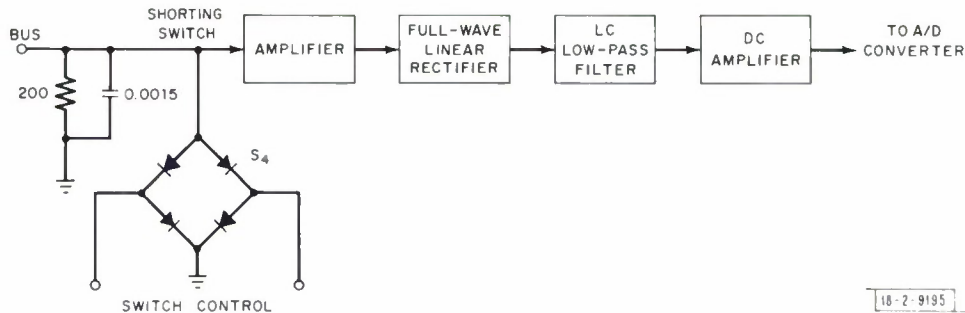 BUS
SHORTING
SWITCH
200
0.0015
S4
SWITCH CONTROL
AMPLIFIER
FULL-WAVE
LINEAR
RECTIFIER
LC
LOW-PASS
FILTER
DC
AMPLIFIER
TO A/D
CONVERTER
18-2-9195